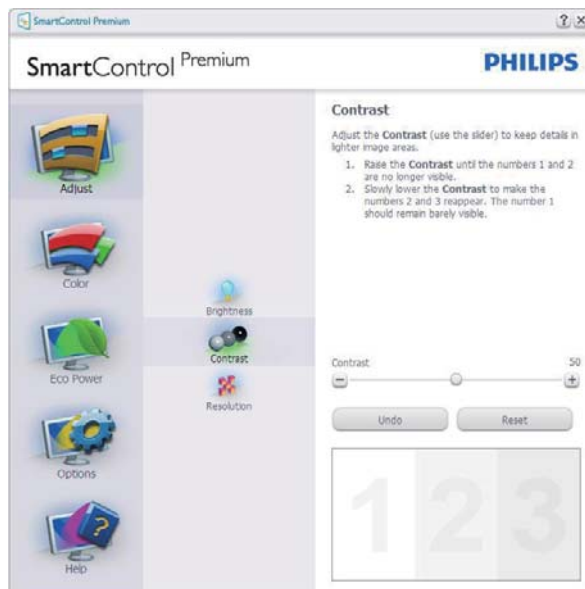 SmartControl Premium
? ×
SmartControl Premium
PHILIPS
Adjust
Color
Eco Power
Options
Help
Brightness
Contrast
Resolution
Contrast
Adjust the Contrast (use the slider) to keep details in
lighter image areas.
1. Raise the Contrast until the numbers 1 and 2
are no longer visible.
2. Slowly lower the Contrast to make the
numbers 2 and 3 reappear. The number 1
should remain barely visible.
Contrast 50
Undo Reset
1 2 3